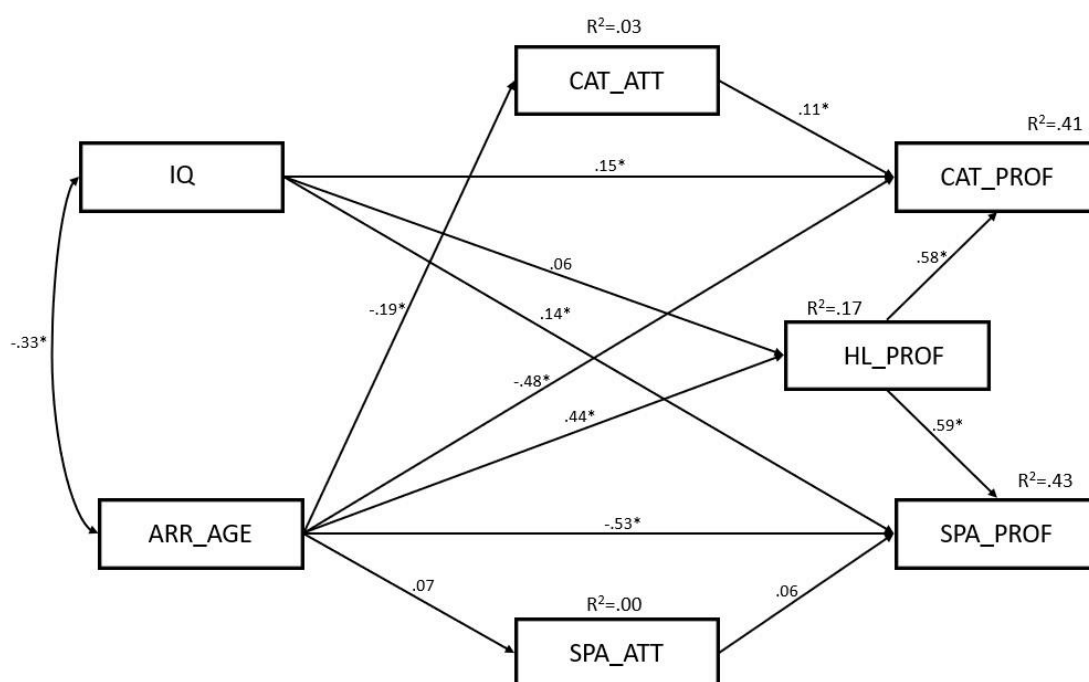 R²=.03
CAT_ATT
.11*
R²=.41
IQ
.15*
CAT_PROF
.06
.58*
-.19*
.14*
R²=.17
-.33*
HL_PROF
-.48*
.44*
.59*
R²=.43
ARR_AGE
-.53*
SPA_PROF
.07
.06
R²=.00
SPA_ATT